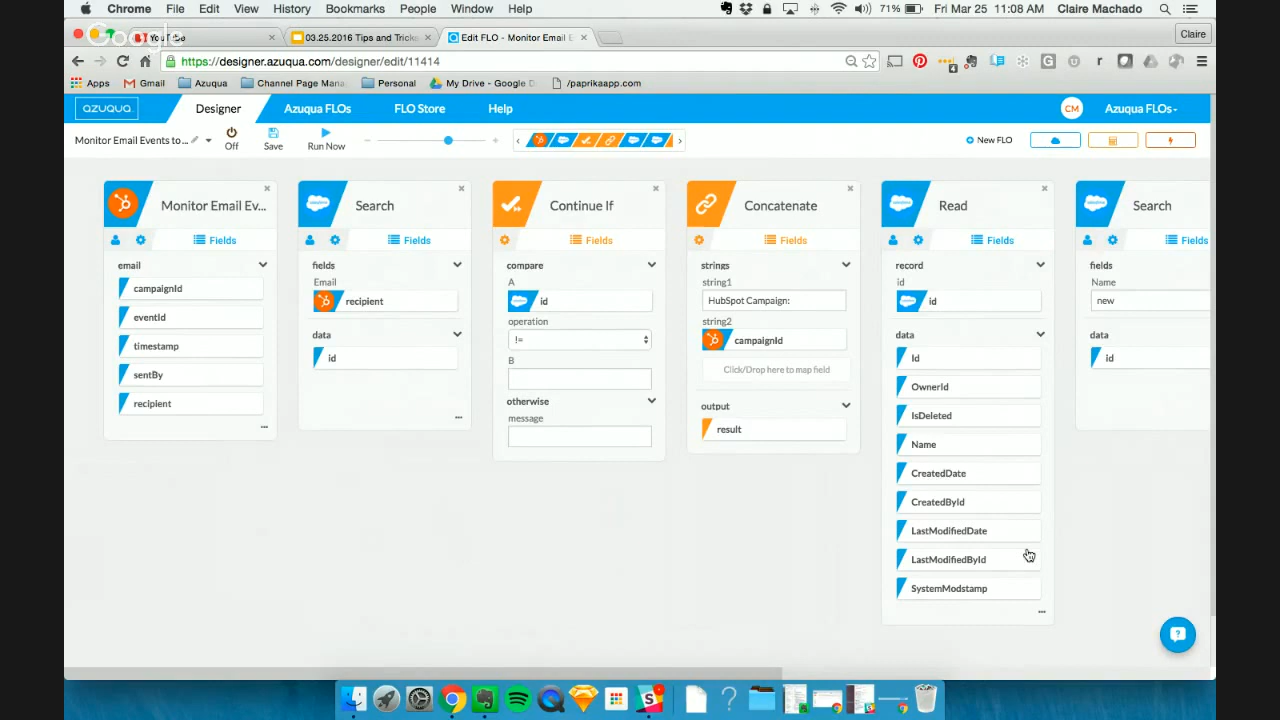 Chrome File Edit View History Bookmarks People Window Help 71% Fri Mar 25 11:08 AM Claire Machado
Google
YouTube 03.25.2016 Tips and Tricks Edit FLO - Monitor Email E Claire
https://designer.azuqua.com/designer/edit/11414
Apps Gmail Azuqua Channel Page Mana Personal My Drive - Google D /paprikaapp.com
azuqua Designer Azuqua FLOs FLO Store Help CM Azuqua FLOs
Monitor Email Events to... Off Save Run Now New FLO
Monitor Email Ev...
Fields
email
campaignId
eventId
timestamp
sentBy
recipient
Search
Fields
fields
Email
recipient
data
id
Continue If
Fields
compare
A
id
operation
!=
B
otherwise
message
Concatenate
Fields
strings
string1
HubSpot Campaign:
string2
campaignId
Click/Drop here to map field
output
result
Read
Fields
record
id
id
data
Id
OwnerId
IsDeleted
Name
CreatedDate
CreatedById
LastModifiedDate
LastModifiedById
SystemModstamp
Search
Fields
fields
Name
new
data
id